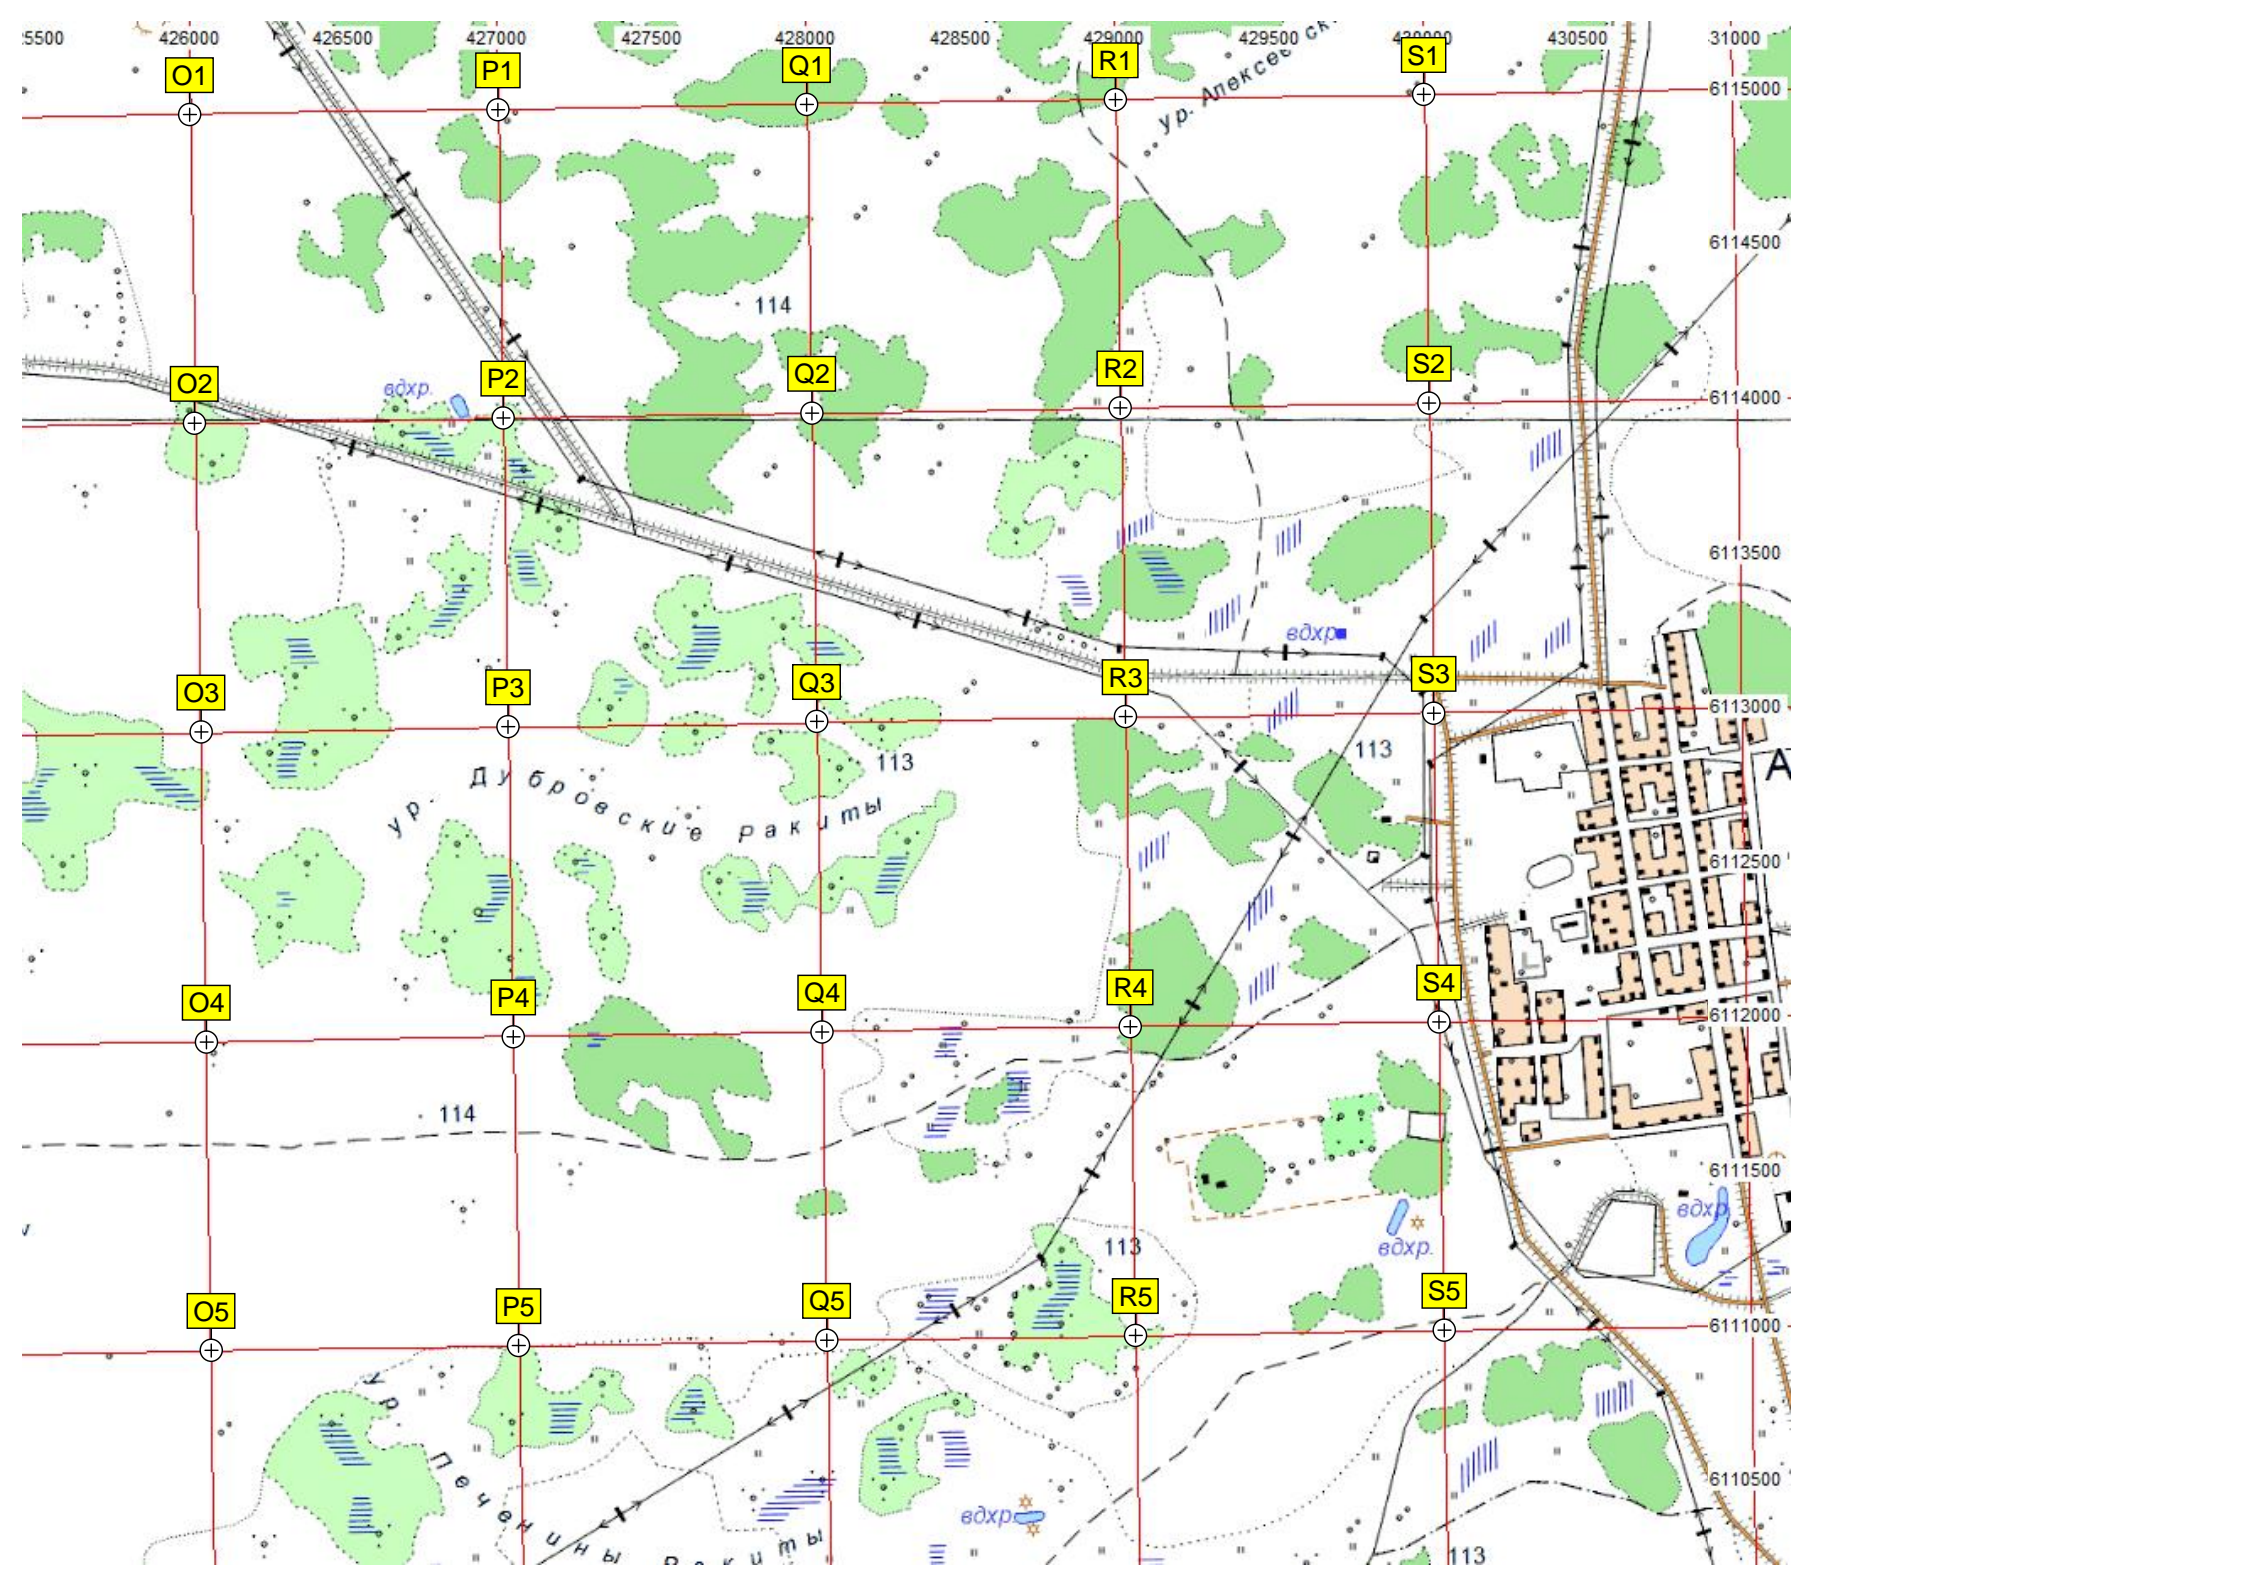 5500 426000 426500 427000 427500 428000 428500 429000 429500 430000 430500 31000
O1 P1 Q1 R1 S1
ур. Алексеевск
6115000
6114500
114
6114000
вдхр.
O2 P2 Q2 R2 S2
6113500
вдхр
O3 P3 Q3 R3 S3
6113000
113
113
А
ур. Дубровские Ракиты
6112500
O4 P4 Q4 R4 S4
6112000
114
6111500
вдхр
113
вдхр.
O5 P5 Q5 R5 S5
6111000
ур. Печенины Ракиты
6110500
вдхр.
113